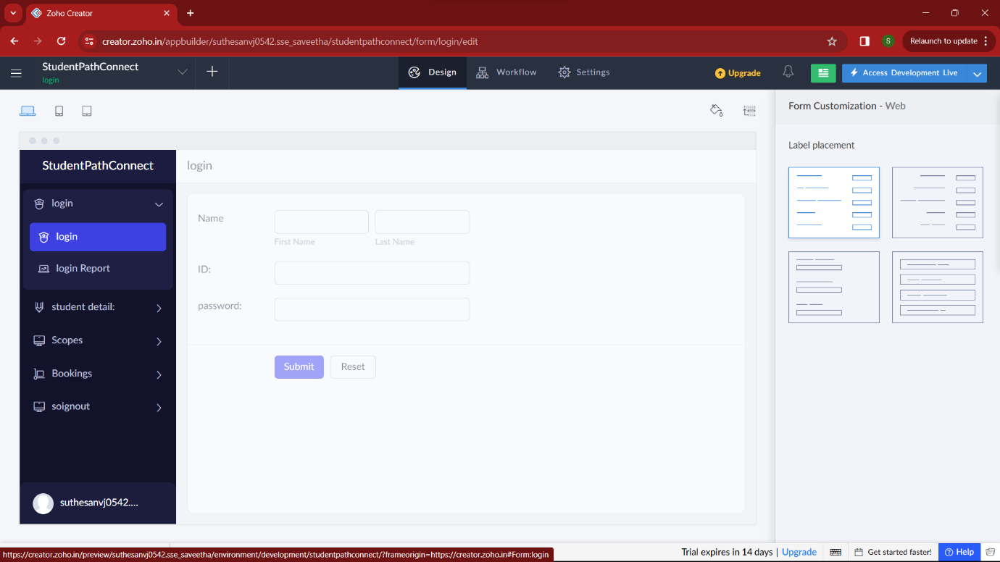 Zoho Creator
creator.zoho.in/appbuilder/suthesanvj0542.sse_saveetha/studentpathconnect/form/login/edit
S
Relaunch to update
StudentPathConnect
login
Design
Workflow
Settings
Upgrade
Access Development Live
Form Customization - Web
Label placement
StudentPathConnect
login
login
login Report
student detail:
Scopes
Bookings
soignout
suthesanvj0542....
login
Name
First Name
Last Name
ID:
password:
Submit
Reset
https://creator.zoho.in/preview/suthesanvj0542.sse_saveetha/environment/development/studentpathconnect/?frameorigin=https://creator.zoho.in#Form:login
Trial expires in 14 days | Upgrade
Get started faster!
Help